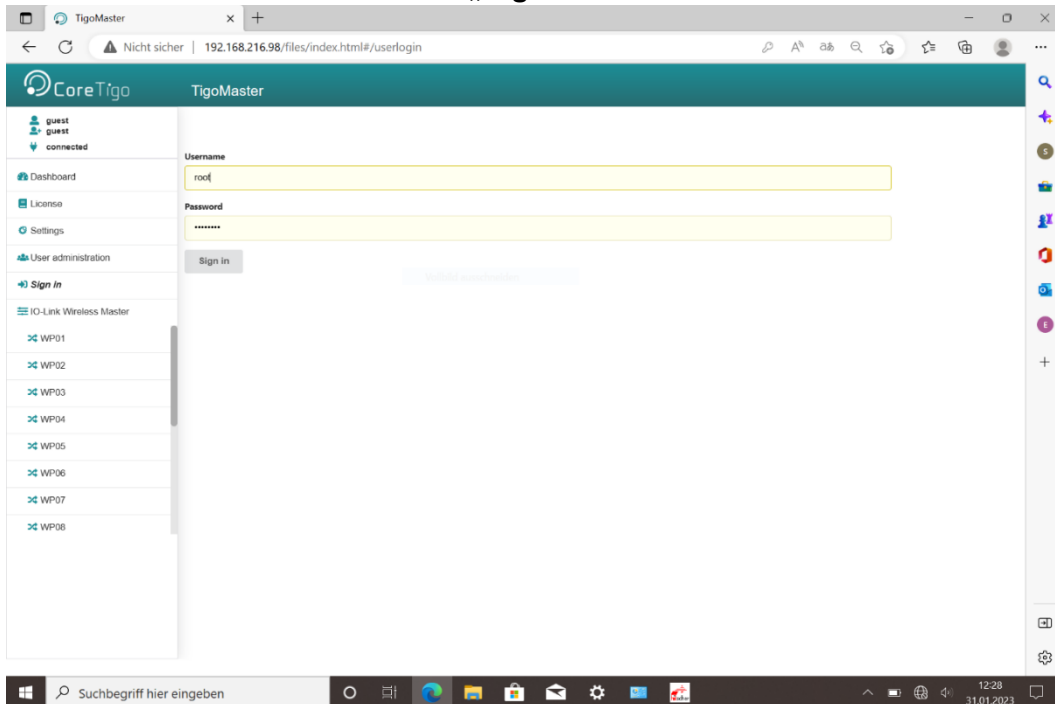 TigoMaster
Nicht sicher | 192.168.216.98/files/index.html#/userlogin
CoreTigo
TigoMaster
guest
guest
connected
Dashboard
License
Settings
User administration
Sign in
IO-Link Wireless Master
WP01
WP02
WP03
WP04
WP05
WP06
WP07
WP08
Username
root
Password
••••••••
Sign in
S
E
Suchbegriff hier eingeben
12:28
31.01.2023